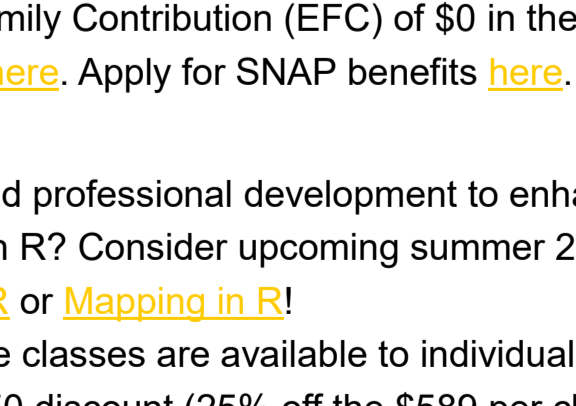 mily Contribution (EFC) of $0 in the
here. Apply for SNAP benefits here.
d professional development to enha
n R? Consider upcoming summer 2
R or Mapping in R!
e classes are available to individual
0 discount (25% off the $589 per cl